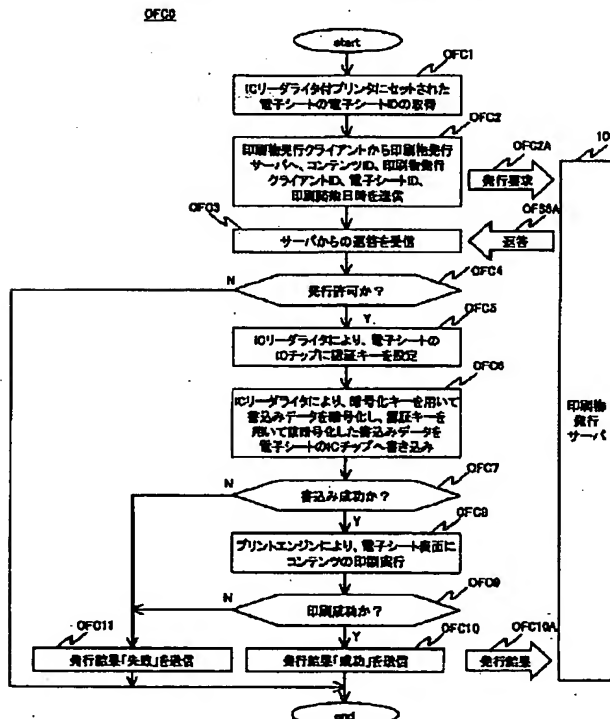 OFC0
start
OFC1
ICリーダライタ付プリンタにセットされた
電子シートの電子シートIDの取得
OFC2
印刷物発行クライアントから印刷物発行
サーバへ、コンテンツID、印刷物発行
クライアントID、電子シートID、
印刷開始日時を送信
OFC2A
発行要求
10
OFC3
サーバからの返答を受信
OFS8A
返答
OFC4
N
発行許可か？
Y
OFC5
ICリーダライタにより、電子シートの
ICチップに認証キーを設定
OFC6
ICリーダライタにより、暗号化キーを用いて
書込みデータを暗号化し、認証キーを
用いて該暗号化した書込みデータを
電子シートのICチップへ書き込み
印刷物
発行
サーバ
OFC7
N
書込み成功か？
Y
OFC8
プリントエンジンにより、電子シート表面に
コンテンツの印刷実行
OFC9
N
印刷成功か？
Y
OFC11
発行結果「失敗」を送信
OFC10
発行結果「成功」を送信
OFC10A
発行結果
end